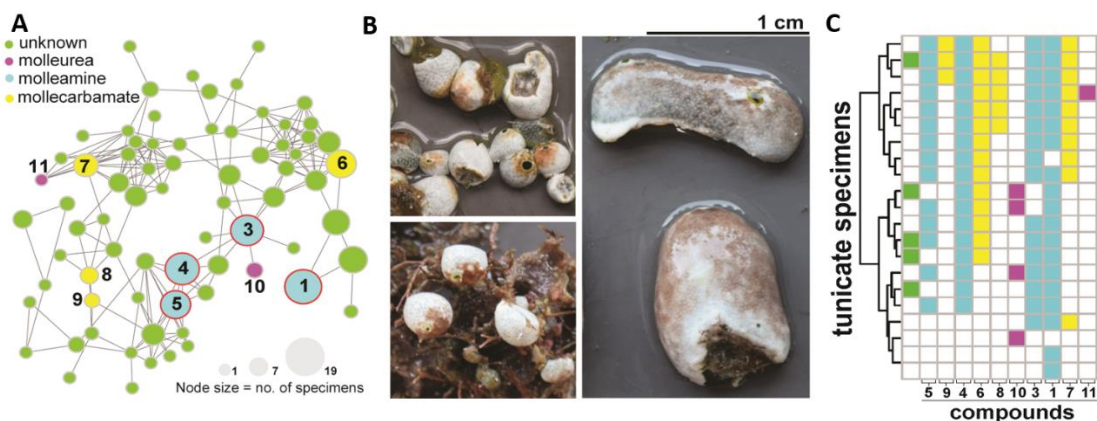 A
unknown
molleurea
molleamine
mollecarbamate
11
7
6
3
4
8
10
1
5
9
1
7
19
Node size = no. of specimens
B
1 cm
C
tunicate specimens
5 9 4 6 8 10 3 1 7 11
compounds